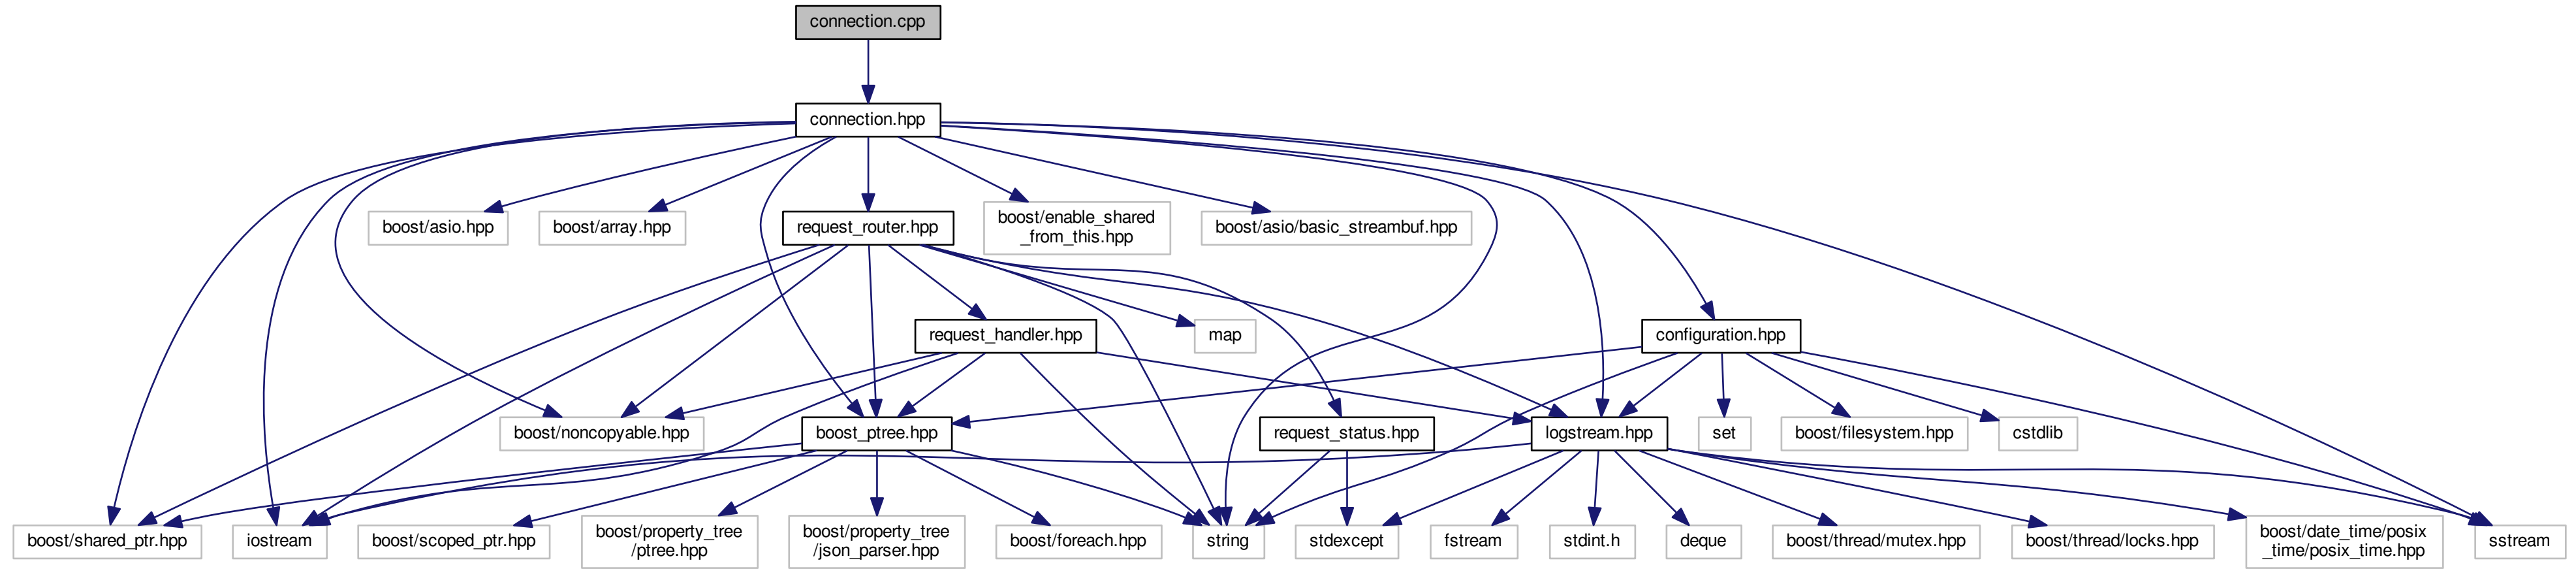 connection.cpp
connection.hpp
boost/asio.hpp
boost/array.hpp
request_router.hpp
boost/enable_shared
_from_this.hpp
boost/asio/basic_streambuf.hpp
request_handler.hpp
map
configuration.hpp
boost/noncopyable.hpp
boost_ptree.hpp
request_status.hpp
logstream.hpp
set
boost/filesystem.hpp
cstdlib
boost/shared_ptr.hpp
iostream
boost/scoped_ptr.hpp
boost/property_tree
/ptree.hpp
boost/property_tree
/json_parser.hpp
boost/foreach.hpp
string
stdexcept
fstream
stdint.h
deque
boost/thread/mutex.hpp
boost/thread/locks.hpp
boost/date_time/posix
_time/posix_time.hpp
sstream